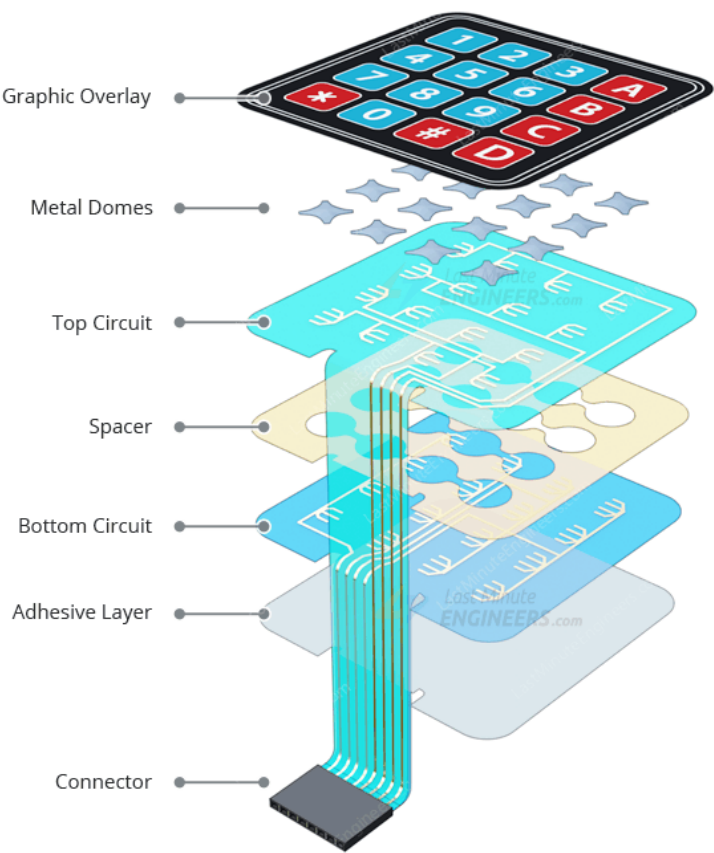 Graphic Overlay
1 2 3 A
4 5 6 B
7 8 9 C
* 0 # D
Metal Domes
Last Minute
ENGINEERS.com
Top Circuit
Spacer
Bottom Circuit
Adhesive Layer
Last Minute
ENGINEERS.com
Connector